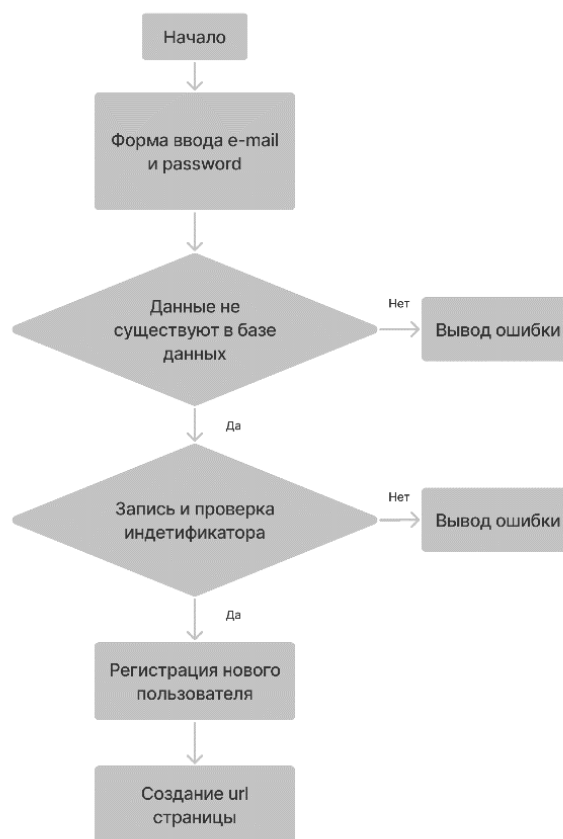 Начало
Форма ввода e-mail
и password
Данные не
существуют в базе
данных
Нет
Вывод ошибки
Да
Запись и проверка
индетификатора
Нет
Вывод ошибки
Да
Регистрация нового
пользователя
Создание url
страницы